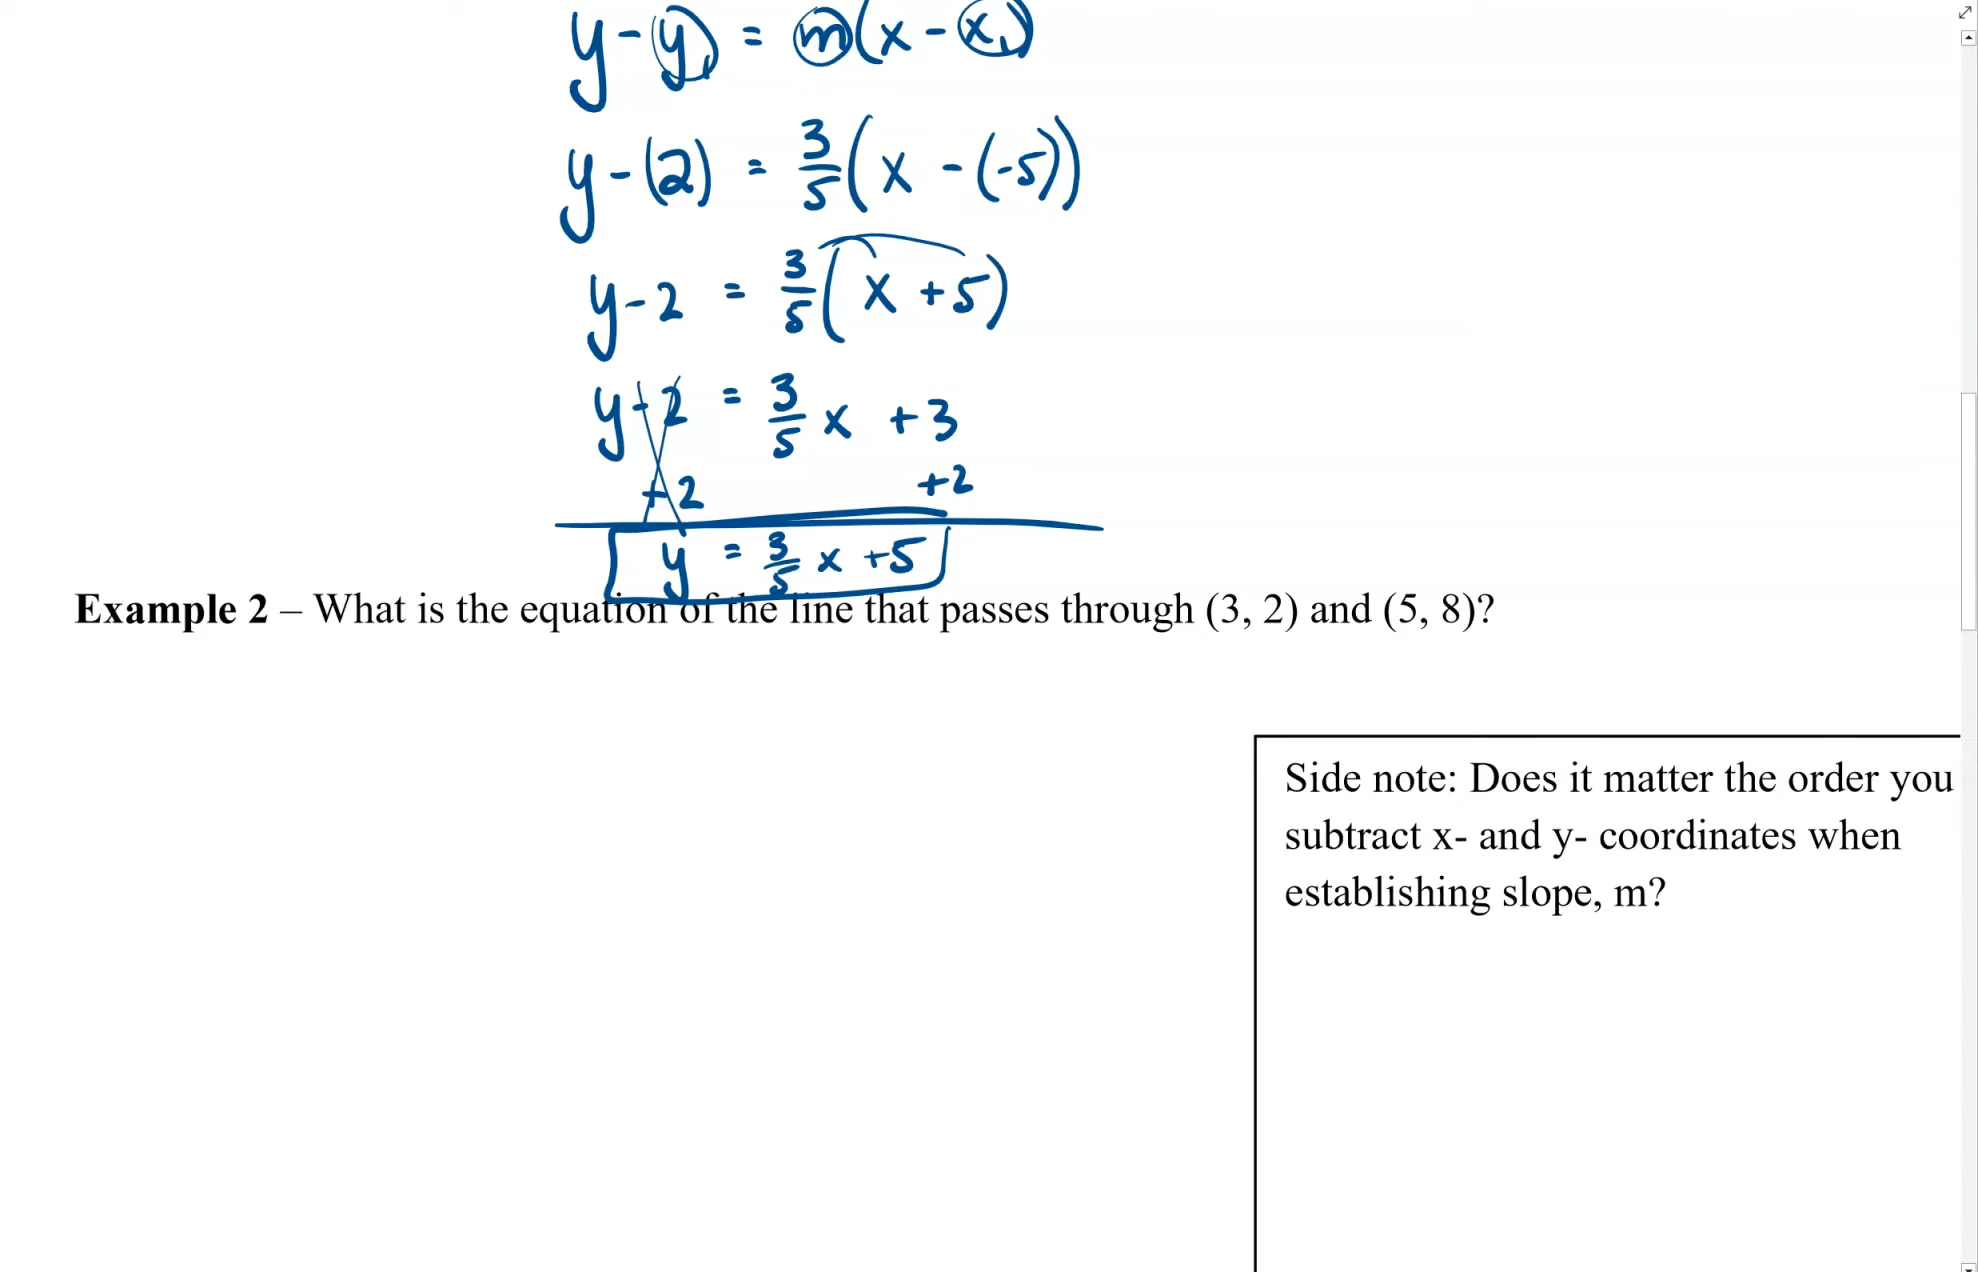 y - y₁ = m(x - x₁)
y - (2) = 3/5(x - (-5))
y - 2 = 3/5(x + 5)
y - 2 = 3/5 x + 3
+ 2 +2
y = 3/5 x + 5
Example 2 – What is the equation of the line that passes through (3, 2) and (5, 8)?
Side note: Does it matter the order you
subtract x- and y- coordinates when
establishing slope, m?